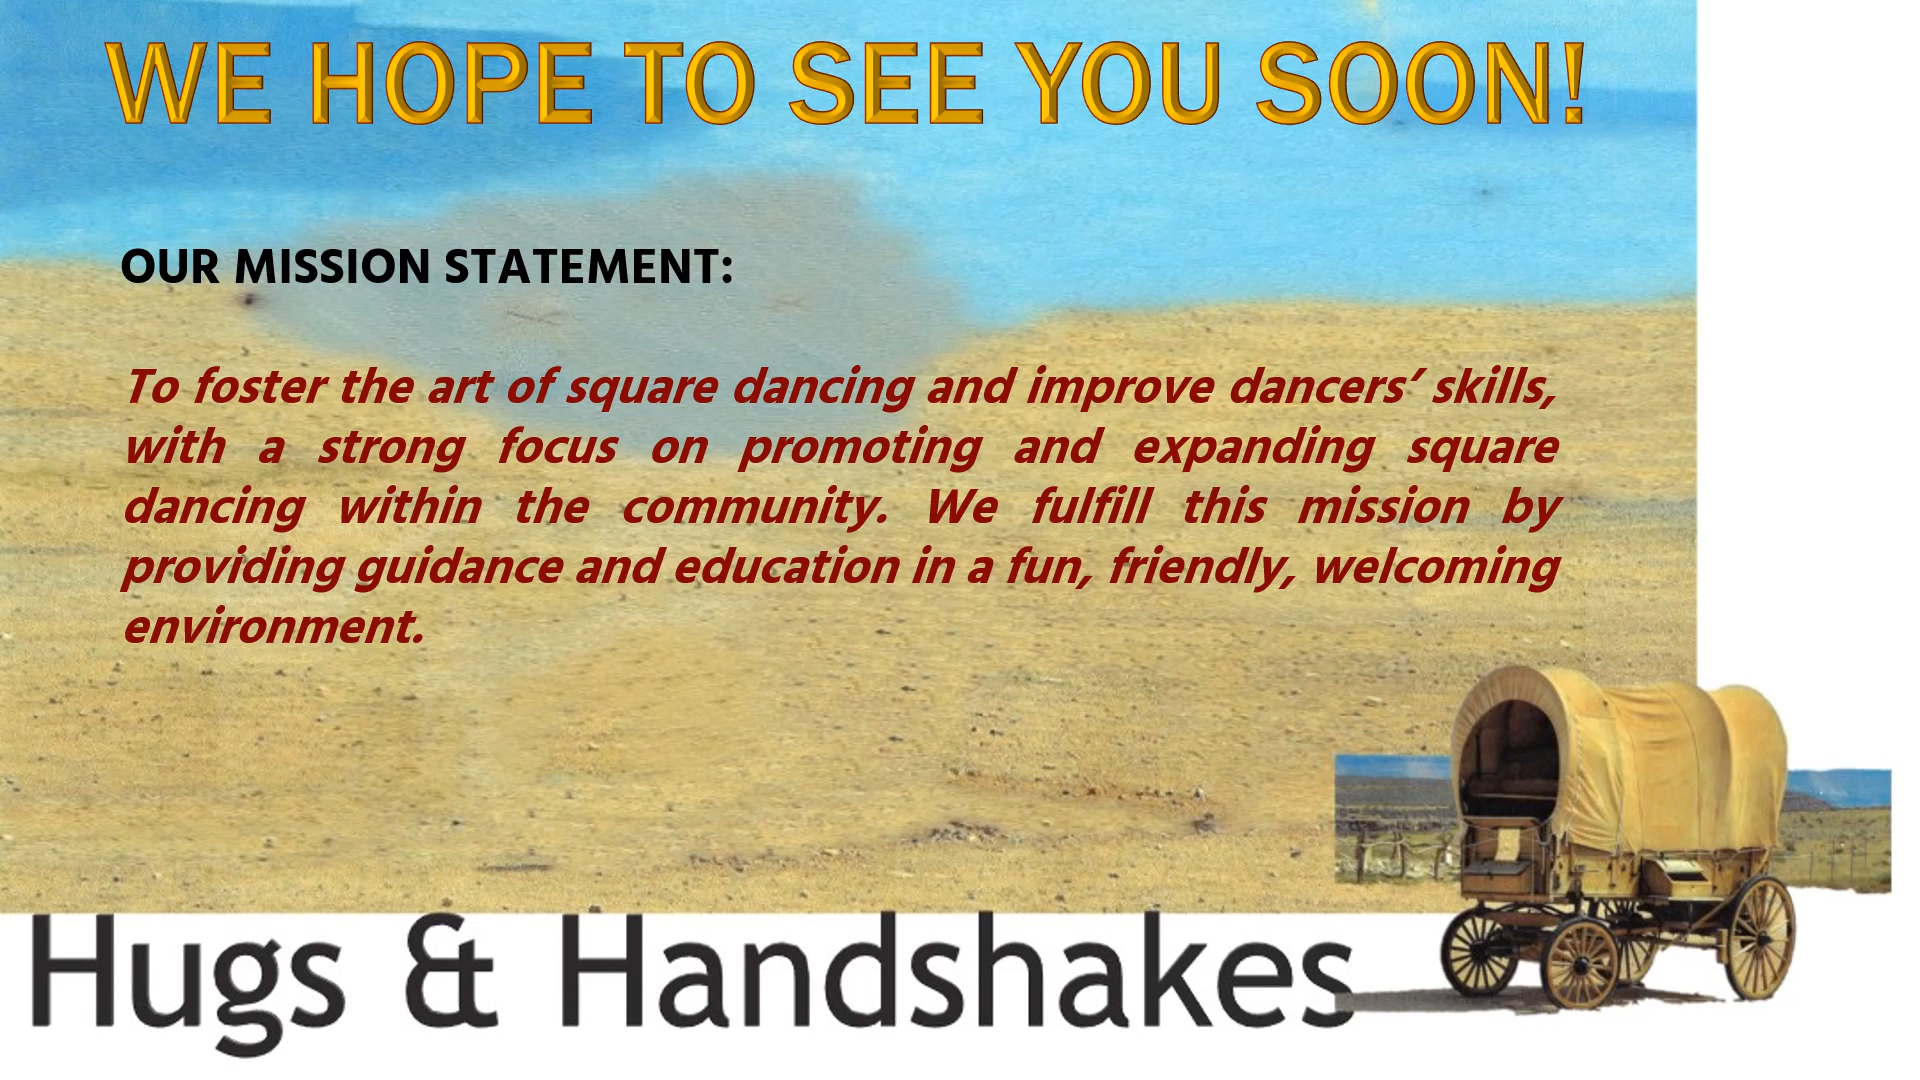 WE HOPE TO SEE YOU SOON!
OUR MISSION STATEMENT:
To foster the art of square dancing and improve dancers’ skills,
with a strong focus on promoting and expanding square
dancing within the community. We fulfill this mission by
providing guidance and education in a fun, friendly, welcoming
environment.
Hugs & Handshakes